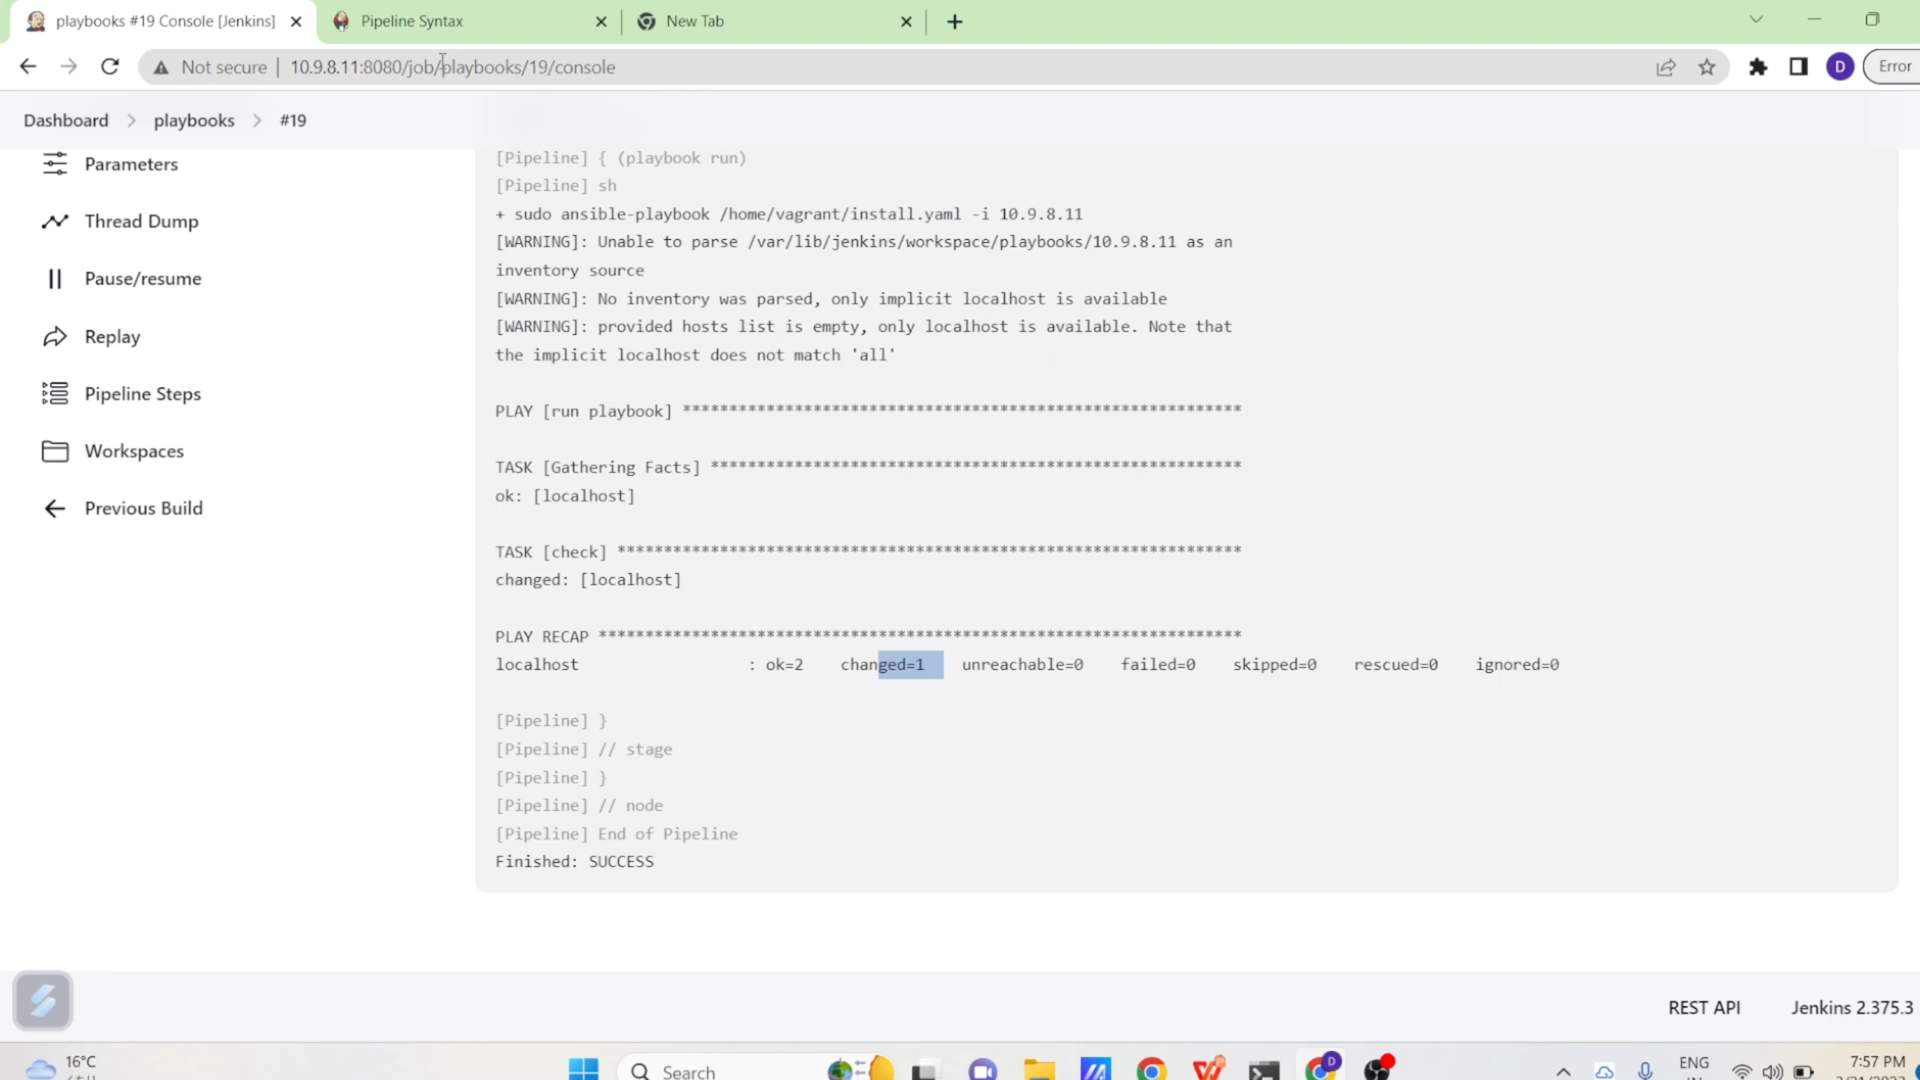 playbooks #19 Console [Jenkins]
Pipeline Syntax
New Tab
Not secure
10.9.8.11:8080/job/playbooks/19/console
D
Error
Dashboard
playbooks
#19
Parameters
Thread Dump
Pause/resume
Replay
Pipeline Steps
Workspaces
Previous Build
[Pipeline] { (playbook run)
[Pipeline] sh
+ sudo ansible-playbook /home/vagrant/install.yaml -i 10.9.8.11
[WARNING]: Unable to parse /var/lib/jenkins/workspace/playbooks/10.9.8.11 as an
inventory source
[WARNING]: No inventory was parsed, only implicit localhost is available
[WARNING]: provided hosts list is empty, only localhost is available. Note that
the implicit localhost does not match 'all'
PLAY [run playbook] ************************************************************
TASK [Gathering Facts] *********************************************************
ok: [localhost]
TASK [check] *******************************************************************
changed: [localhost]
PLAY RECAP *********************************************************************
localhost : ok=2 changed=1 unreachable=0 failed=0 skipped=0 rescued=0 ignored=0
[Pipeline] }
[Pipeline] // stage
[Pipeline] }
[Pipeline] // node
[Pipeline] End of Pipeline
Finished: SUCCESS
REST API
Jenkins 2.375.3
16°C
Search
D
ENG
7:57 PM